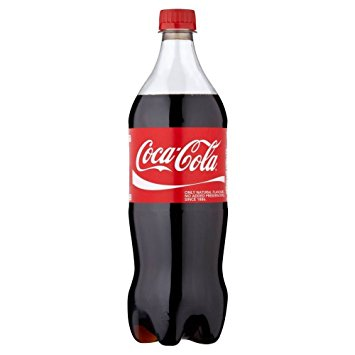 Coca-Cola
ONLY NATURAL FLAVOURS
NO ADDED PRESERVATIVES
SINCE 1886.